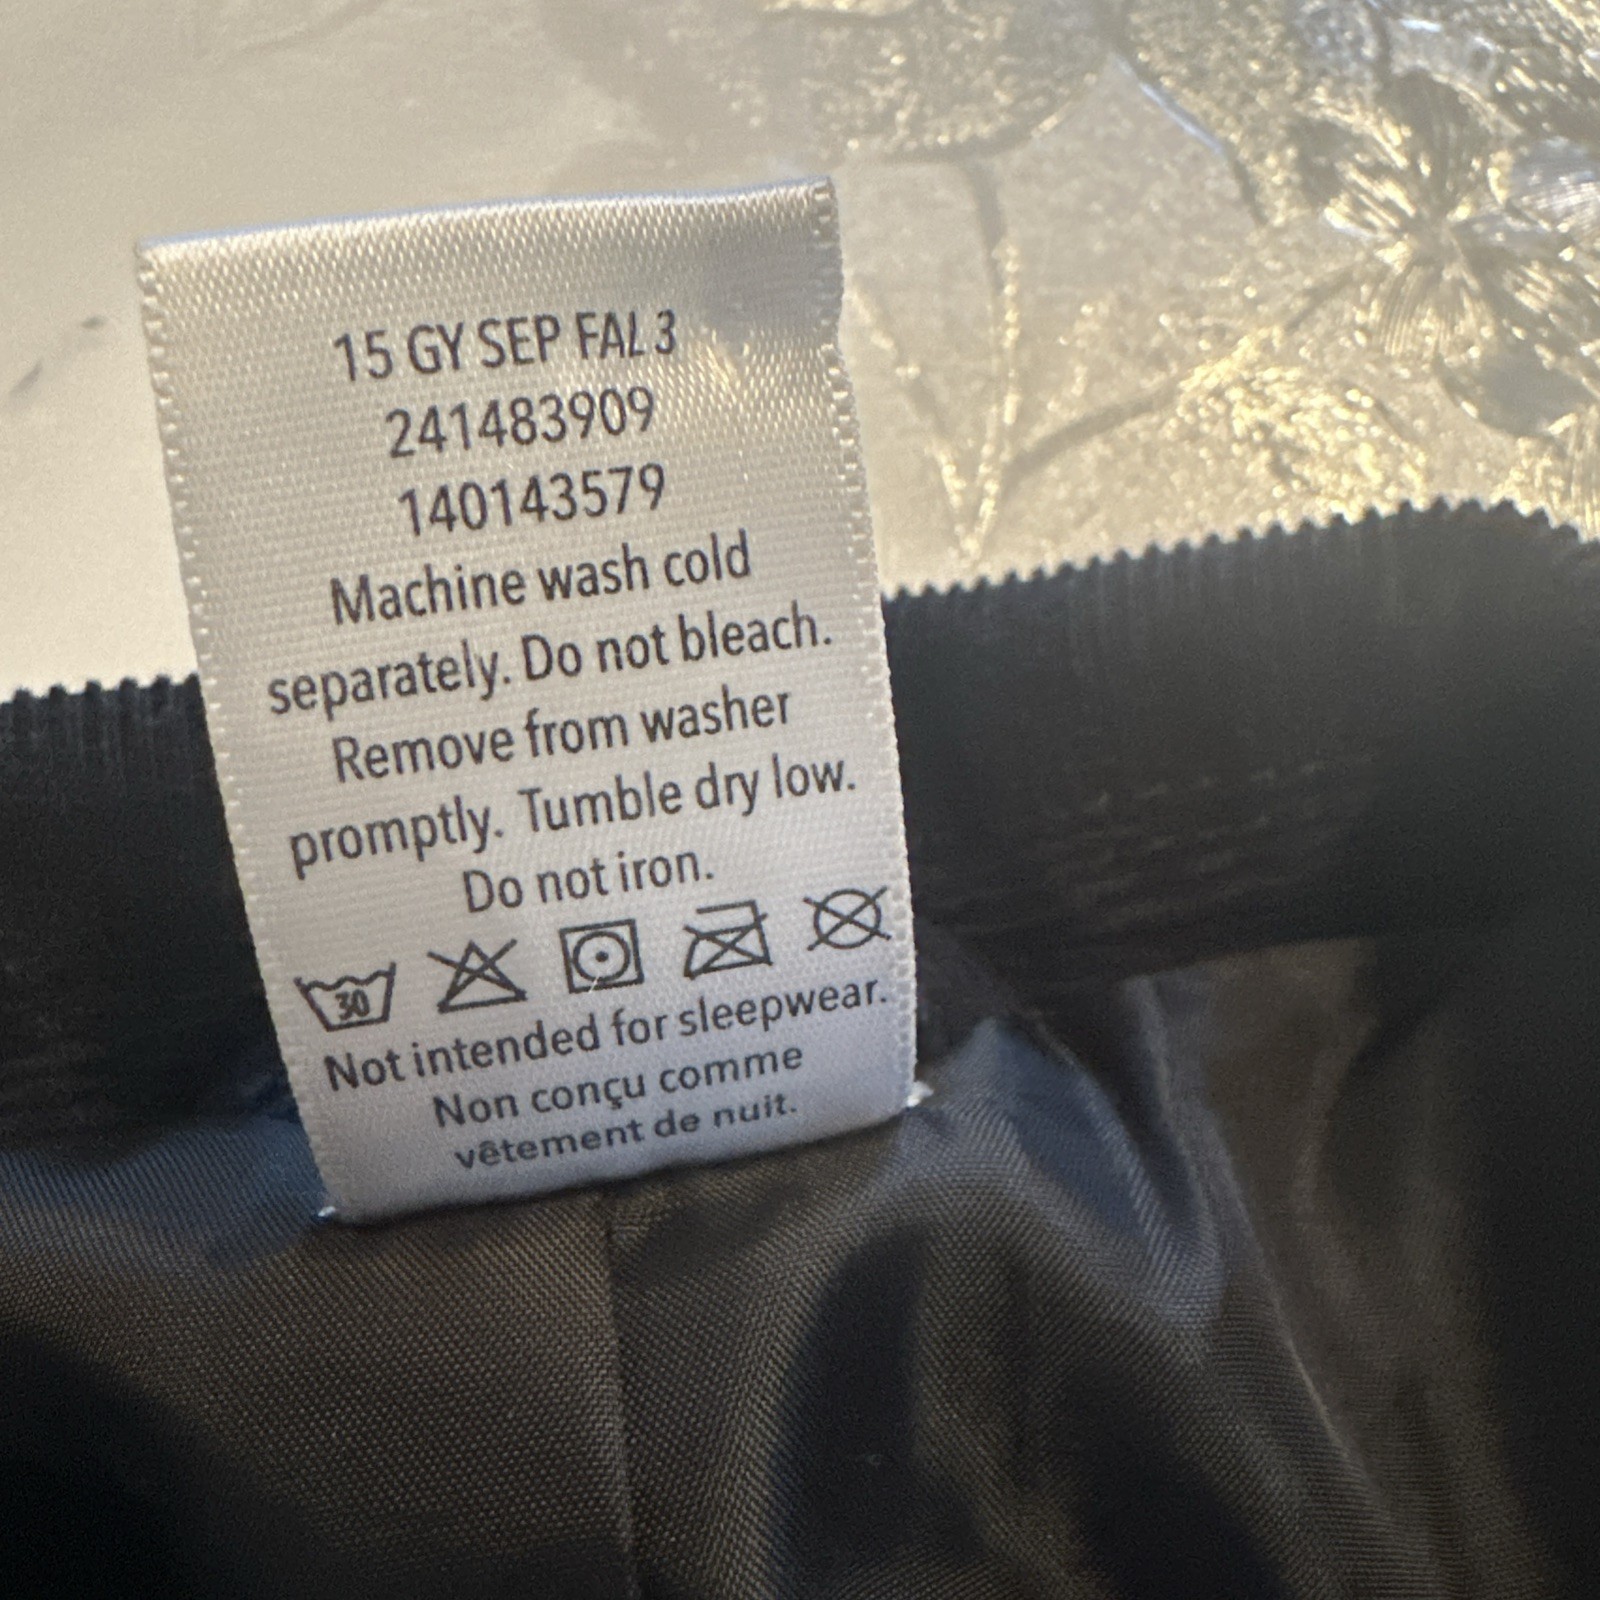 15 GY SEP FAL 3
241483909
140143579
Machine wash cold
separately. Do not bleach.
Remove from washer
promptly. Tumble dry low.
Do not iron.
30
Not intended for sleepwear.
Non conçu comme
vêtement de nuit.